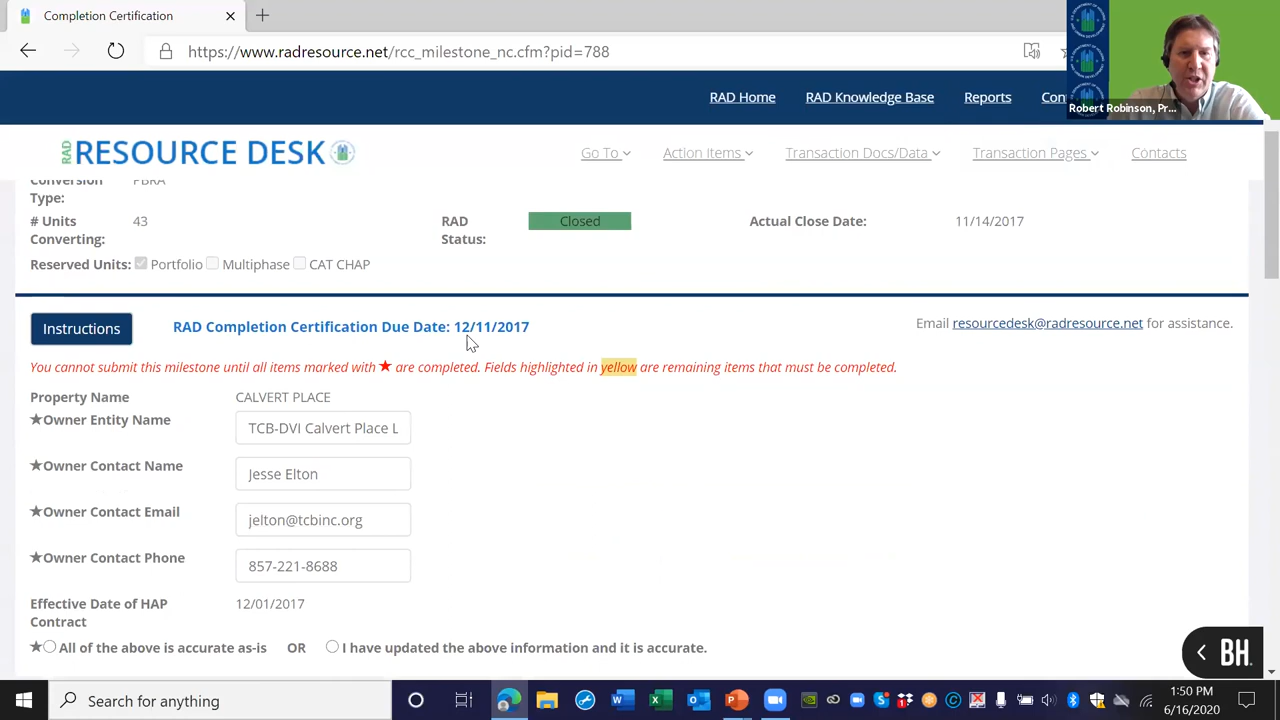 Completion Certification
https://www.radresource.net/rcc_milestone_nc.cfm?pid=788
Robert Robinson, Pr...
RAD Home RAD Knowledge Base Reports Con
RAD RESOURCE DESK
Go To Action Items Transaction Docs/Data Transaction Pages Contacts
Conversion Type: PBRA
# Units Converting: 43 RAD Status: Closed Actual Close Date: 11/14/2017
Reserved Units: Portfolio Multiphase CAT CHAP
Instructions RAD Completion Certification Due Date: 12/11/2017 Email resourcedesk@radresource.net for assistance.
You cannot submit this milestone until all items marked with ★ are completed. Fields highlighted in yellow are remaining items that must be completed.
Property Name CALVERT PLACE
★Owner Entity Name TCB-DVI Calvert Place L
★Owner Contact Name Jesse Elton
★Owner Contact Email jelton@tcbinc.org
★Owner Contact Phone 857-221-8688
Effective Date of HAP Contract 12/01/2017
★ All of the above is accurate as-is OR I have updated the above information and it is accurate.
BH
Search for anything
1:50 PM
6/16/2020